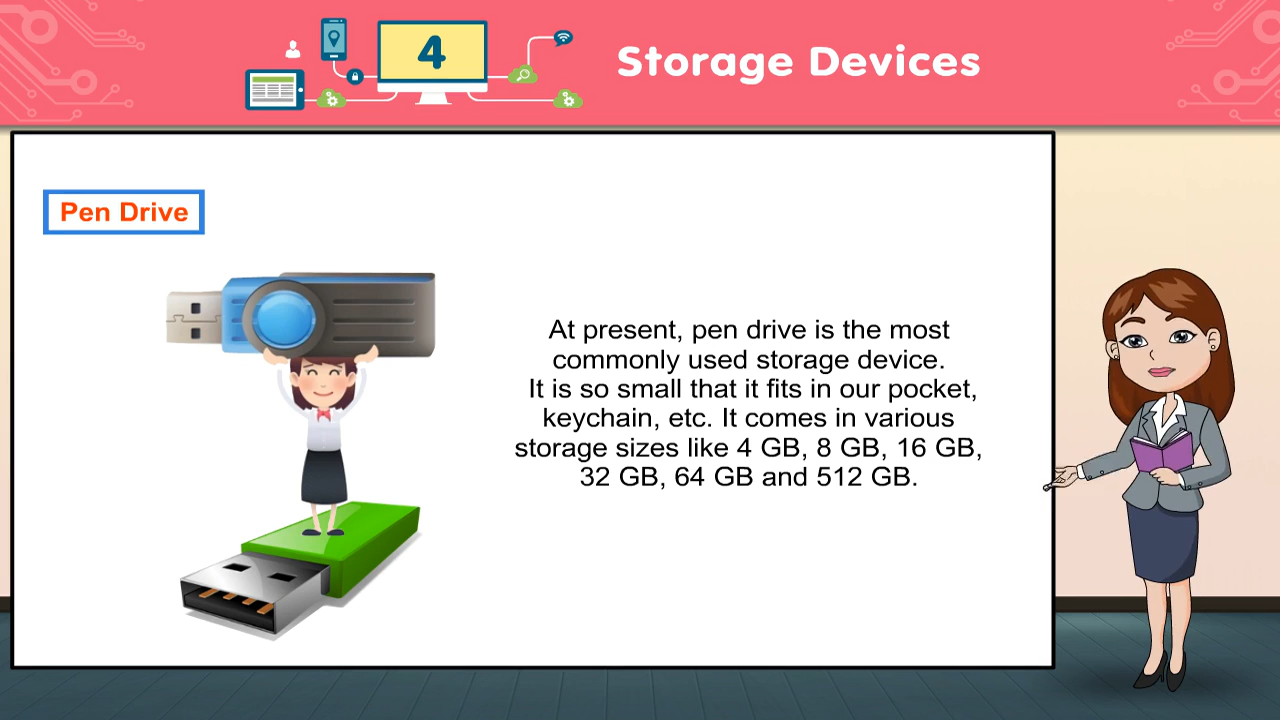 4
Storage Devices
Pen Drive
At present, pen drive is the most
commonly used storage device.
It is so small that it fits in our pocket,
keychain, etc. It comes in various
storage sizes like 4 GB, 8 GB, 16 GB,
32 GB, 64 GB and 512 GB.